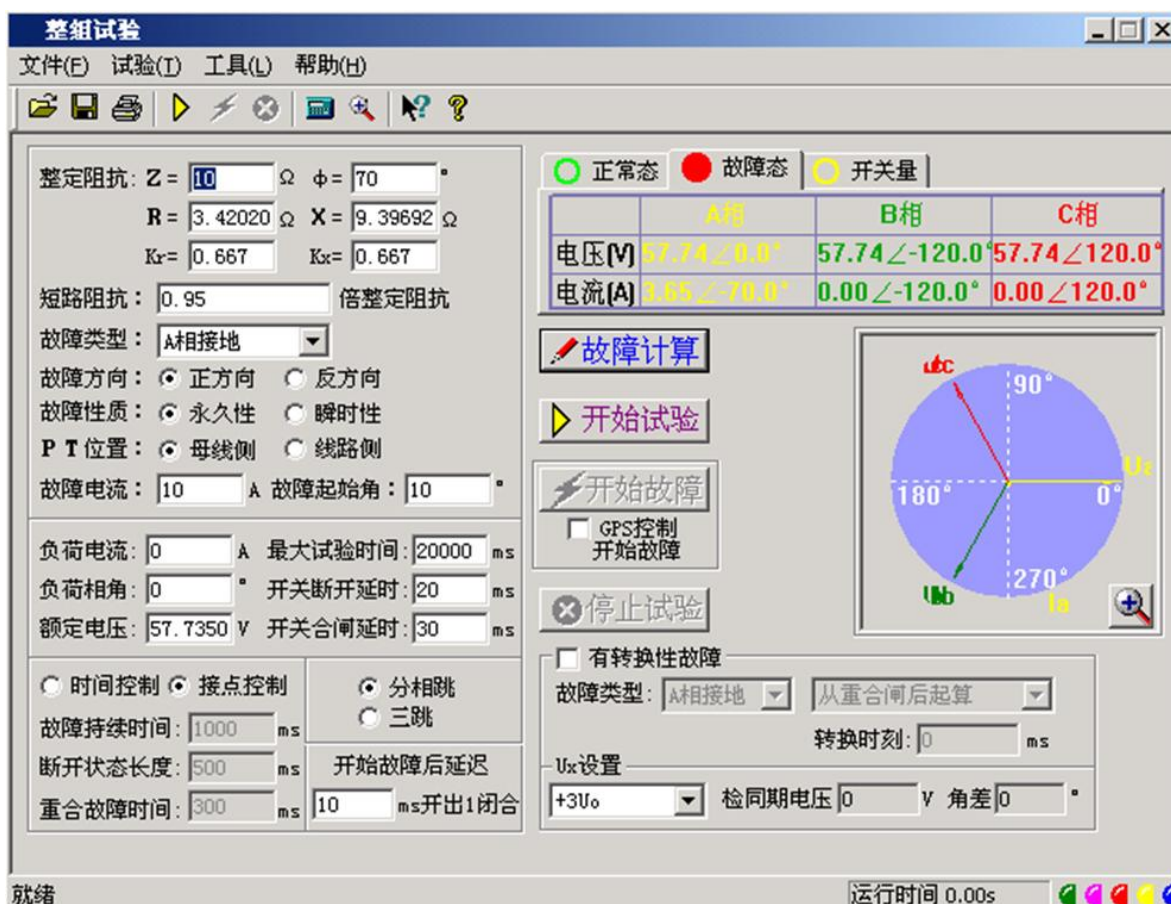 整组试验
文件(F) 试验(T) 工具(L) 帮助(H)
整定阻抗: Z = 10 Ω ф = 70 °
R = 3.42020 Ω X = 9.39692 Ω
Kr= 0.667 Kx= 0.667
短路阻抗: 0.95 倍整定阻抗
故障类型: A相接地
故障方向: 正方向 反方向
故障性质: 永久性 瞬时性
P T 位置: 母线侧 线路侧
故障电流: 10 A 故障起始角: 10 °
负荷电流: 0 A 最大试验时间: 20000 ms
负荷相角: 0 ° 开关断开延时: 20 ms
额定电压: 57.7350 V 开关合闸延时: 30 ms
时间控制 接点控制
故障持续时间: 1000 ms
断开状态长度: 500 ms
重合故障时间: 300 ms
分相跳
三跳
开始故障后延迟
10 ms开出1闭合
正常态 故障态 开关量
A相 B相 C相
电压(V) 57.74∠0.0° 57.74∠-120.0° 57.74∠120.0°
电流(A) 3.65∠-70.0° 0.00∠-120.0° 0.00∠120.0°
故障计算
开始试验
开始故障
GPS控制
开始故障
停止试验
90°
Ua
180° 0°
270°
Ia
有转换性故障
故障类型: A相接地 从重合闸后起算
转换时刻: 0 ms
Ux设置
+3Uo 检同期电压 0 V 角差 0 °
就绪 运行时间 0.00s